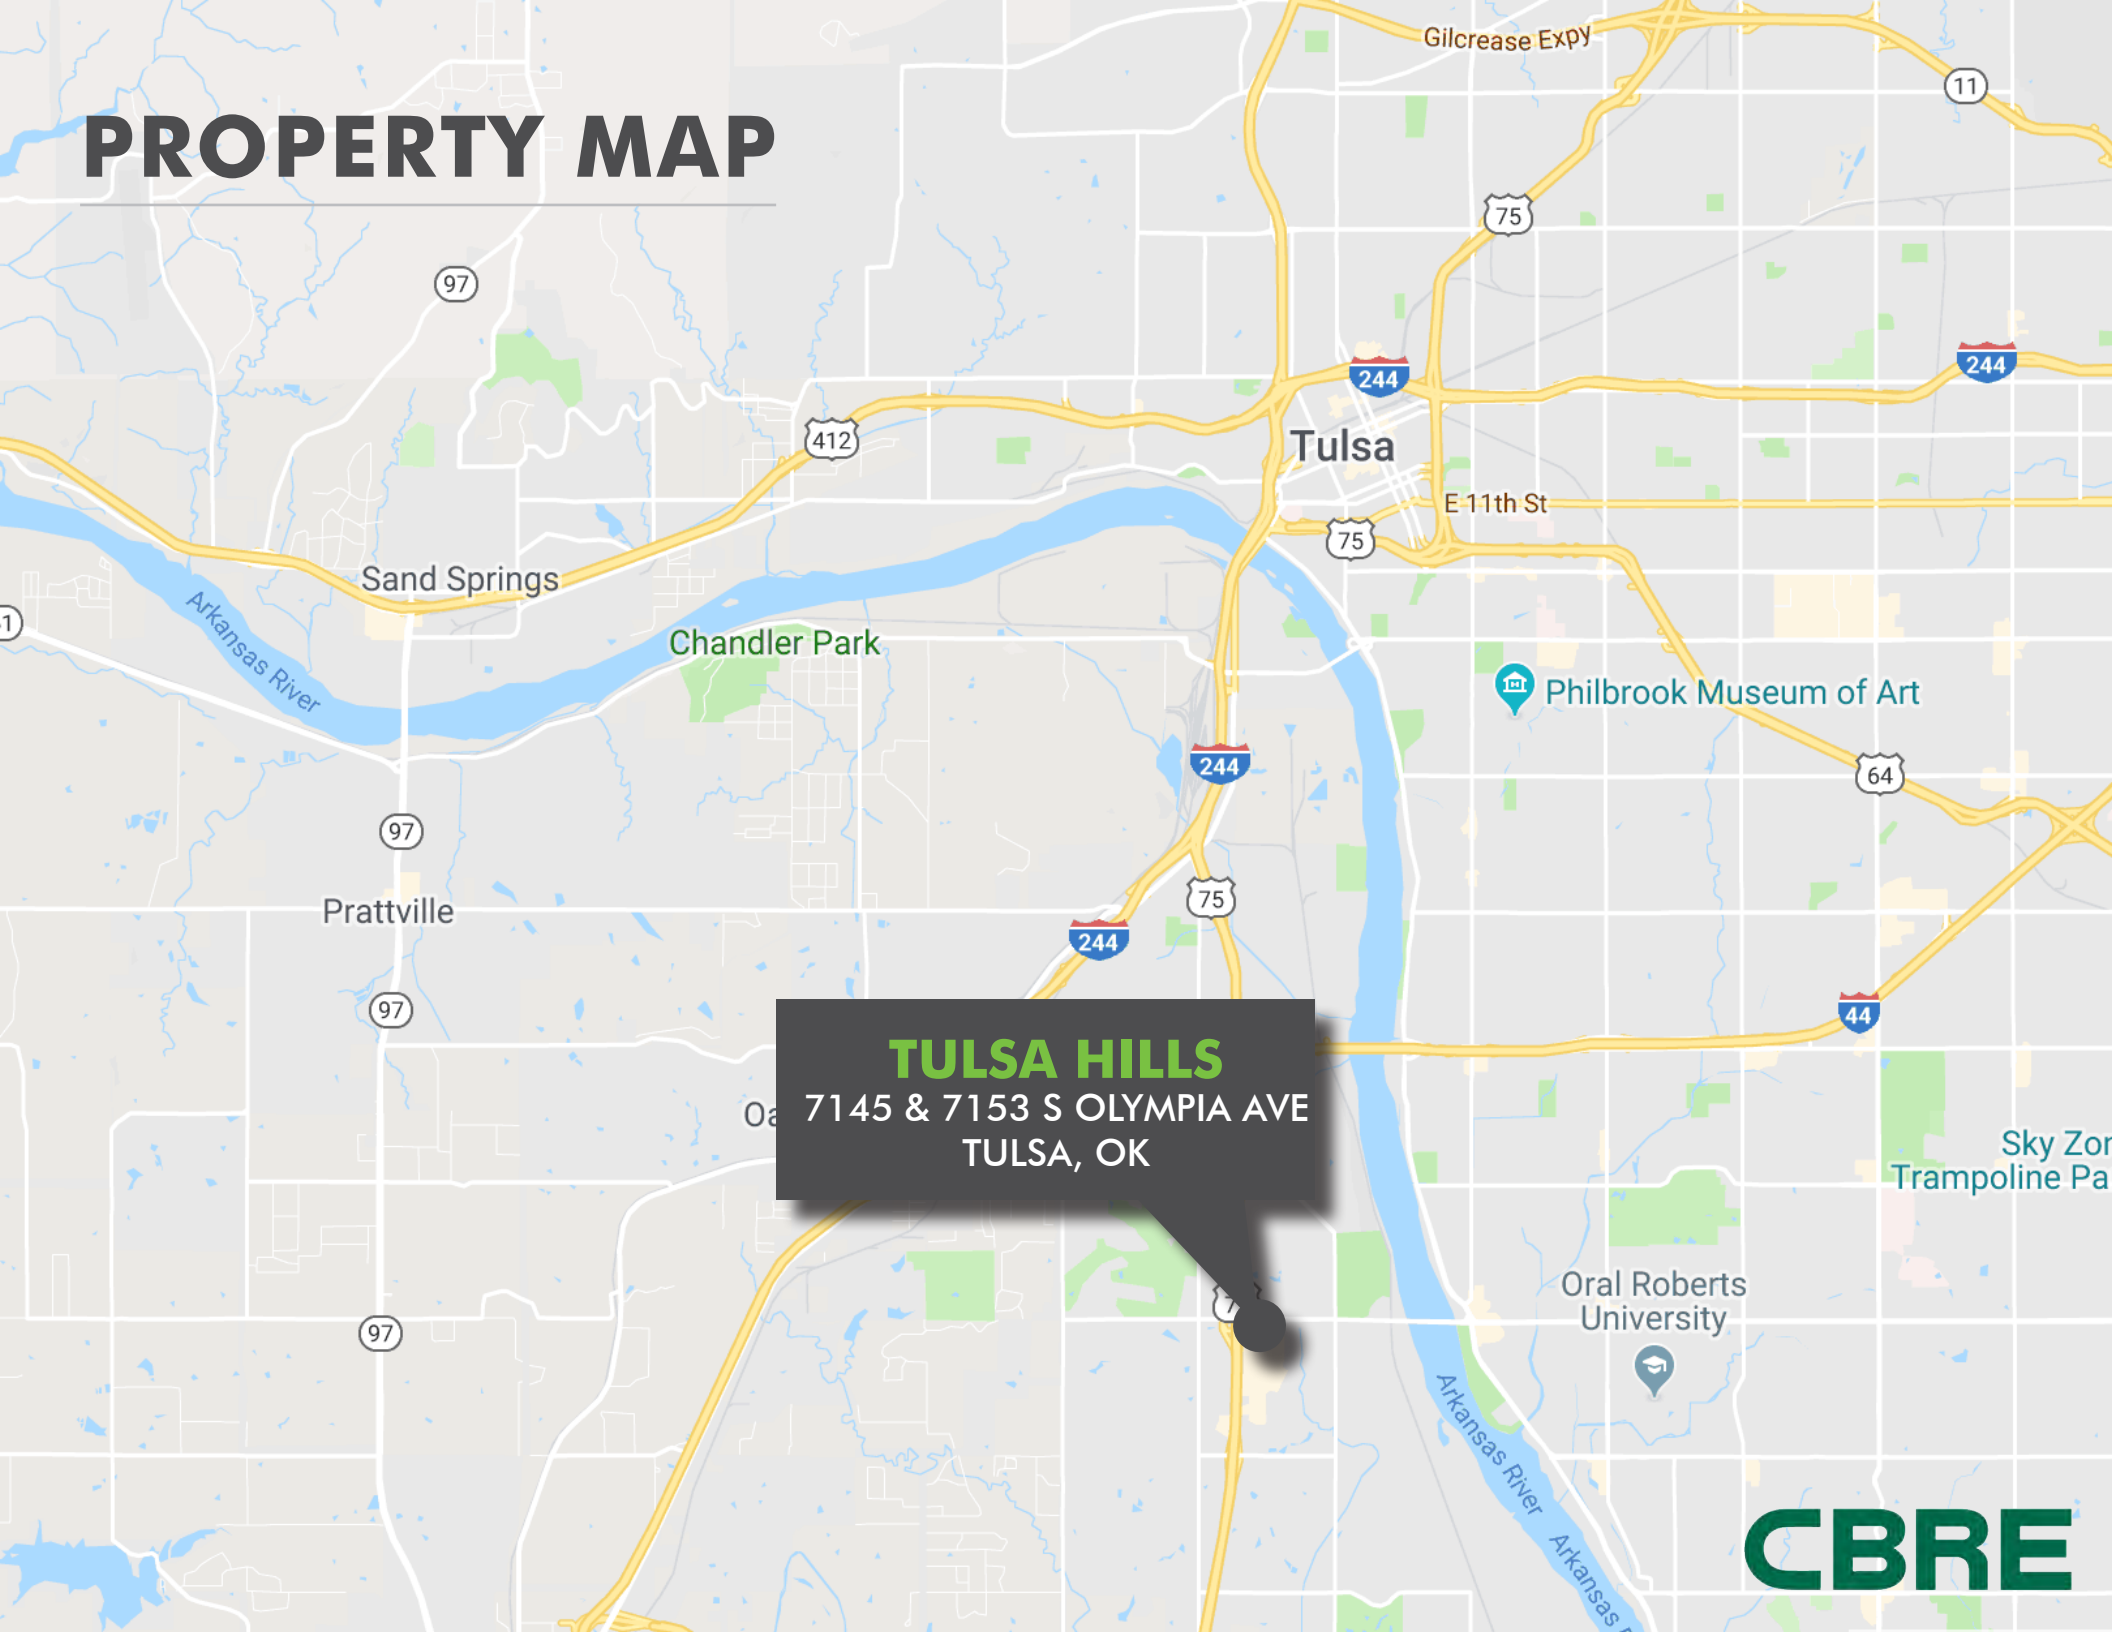 Gilcrease Expy
11
PROPERTY MAP
75
97
244
244
412
Tulsa
E 11th St
75
Sand Springs
Arkansas River
Chandler Park
Philbrook Museum of Art
244
64
97
75
Prattville
244
97
44
TULSA HILLS
7145 & 7153 S OLYMPIA AVE
TULSA, OK
Sky Zor
Trampoline Pa
Oral Roberts
University
97
Arkansas River
Arkansas
CBRE